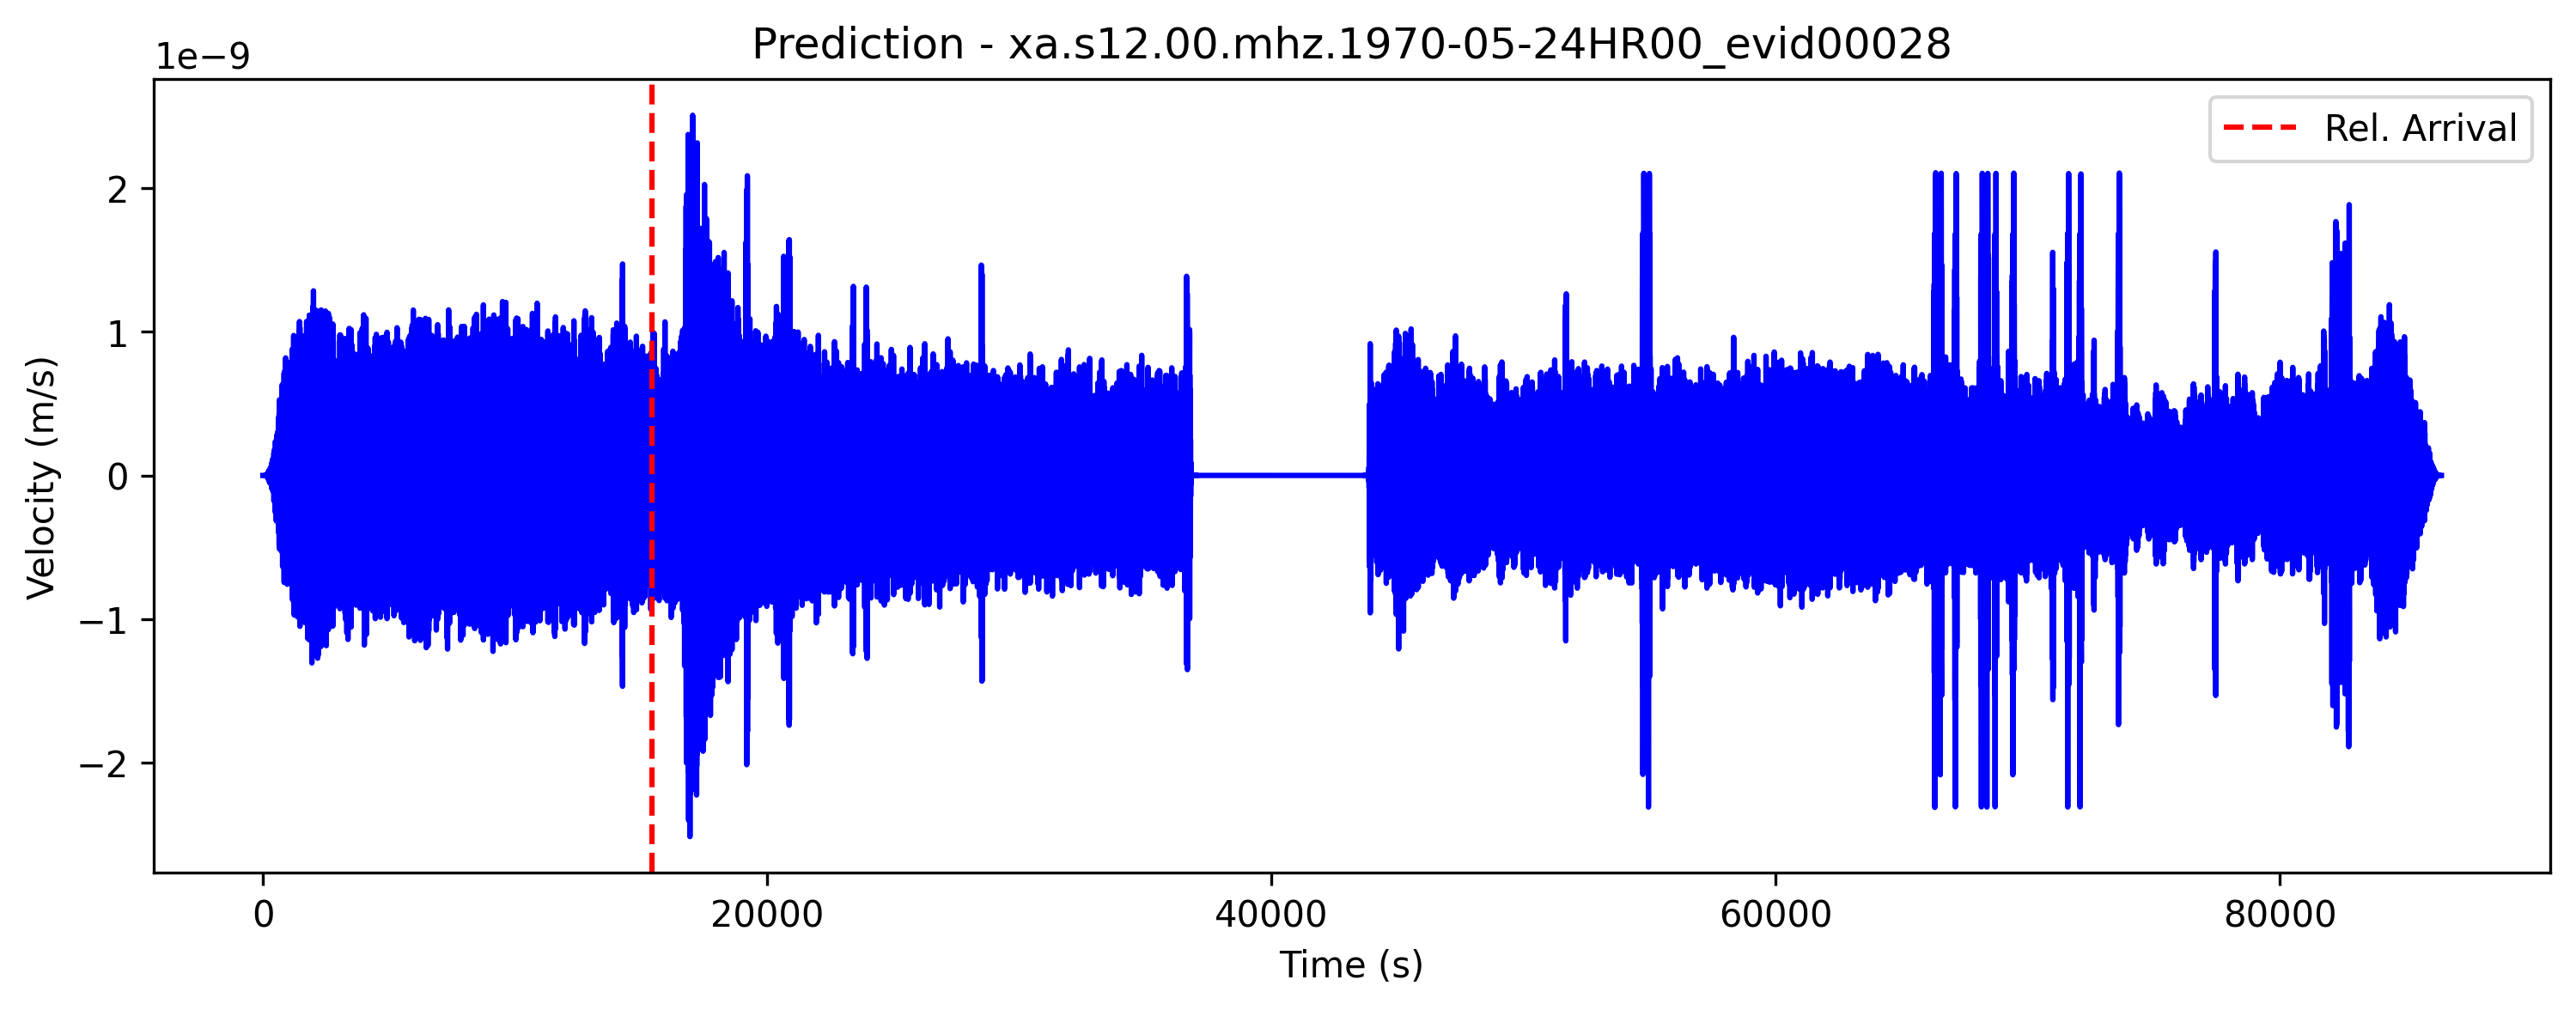 Prediction - xa.s12.00.mhz.1970-05-24HR00_evid00028
1e−9
Rel. Arrival
2
1
0
−1
−2
Velocity (m/s)
0 20000 40000 60000 80000
Time (s)